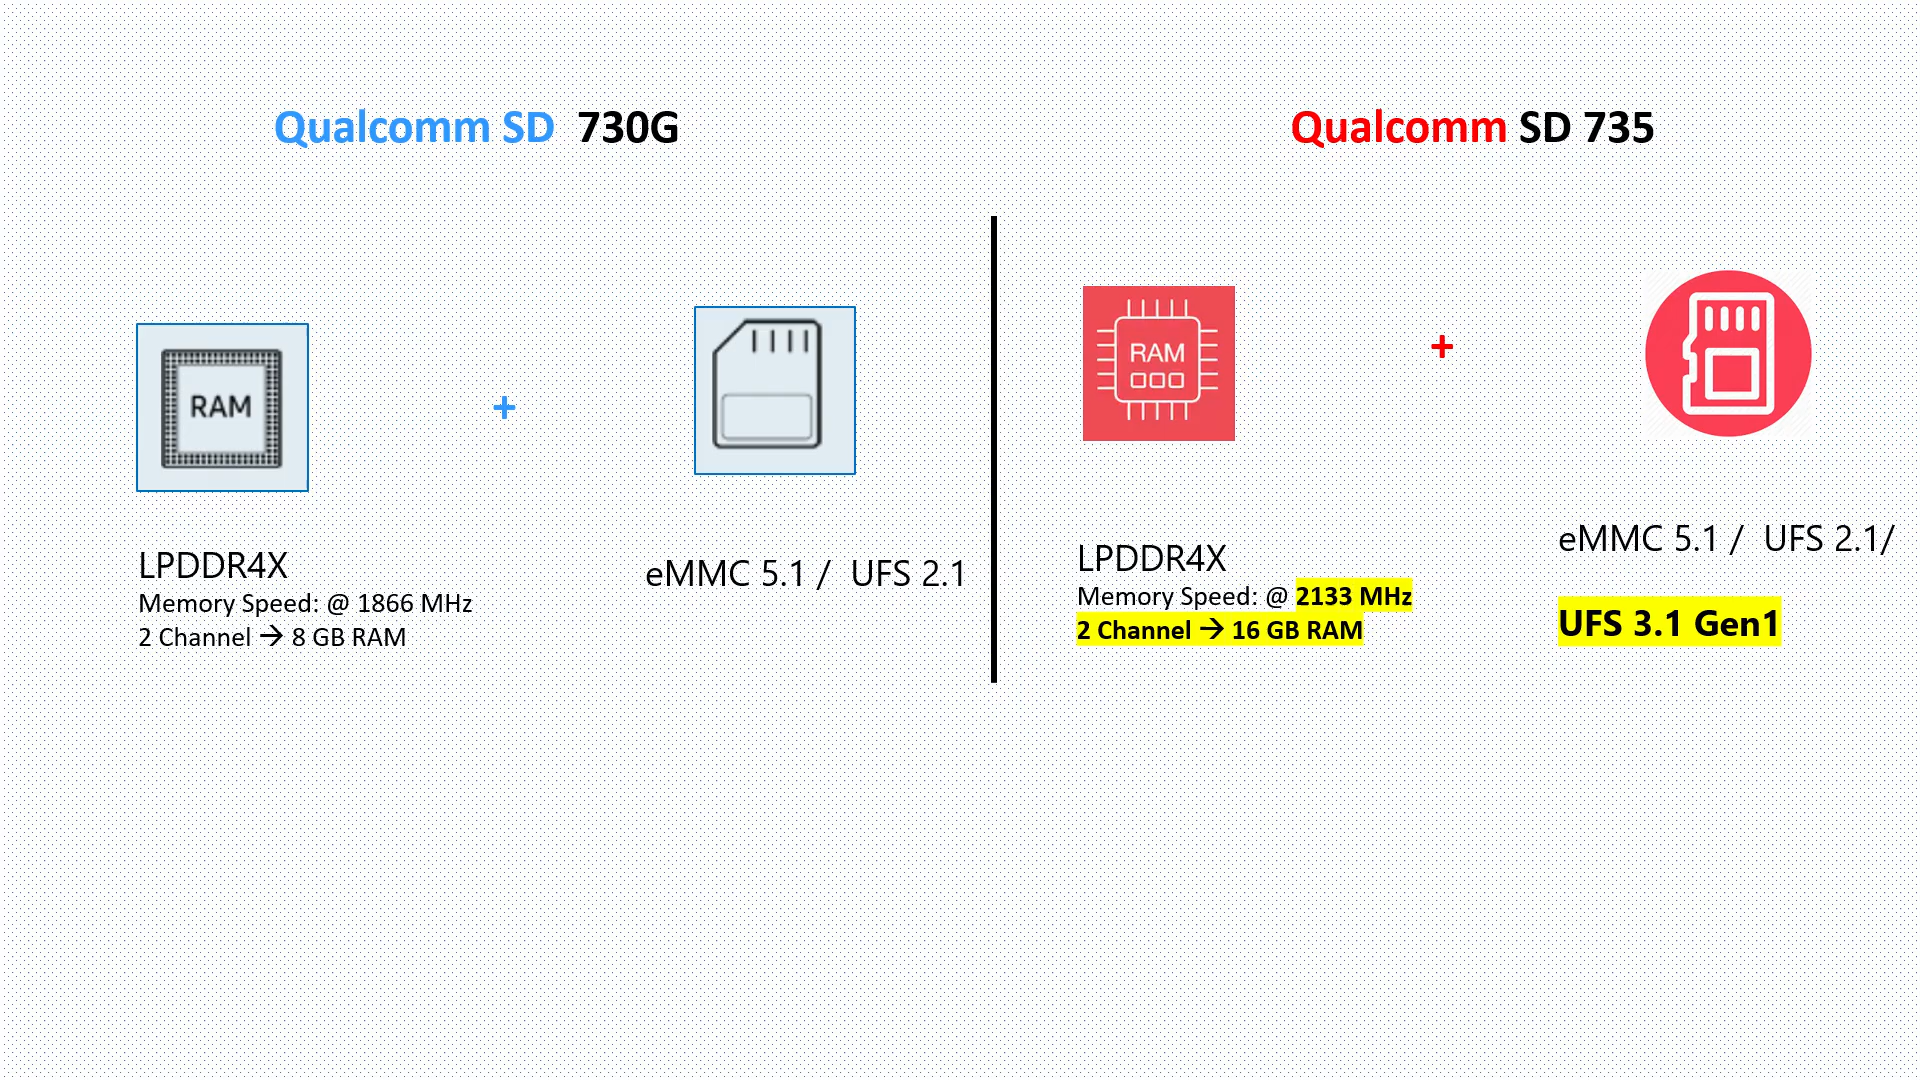 Qualcomm SD 730G
RAM
+
LPDDR4X
Memory Speed: @ 1866 MHz
2 Channel → 8 GB RAM
eMMC 5.1 / UFS 2.1
Qualcomm SD 735
RAM
+
LPDDR4X
Memory Speed: @ 2133 MHz
2 Channel → 16 GB RAM
eMMC 5.1 / UFS 2.1/
UFS 3.1 Gen1